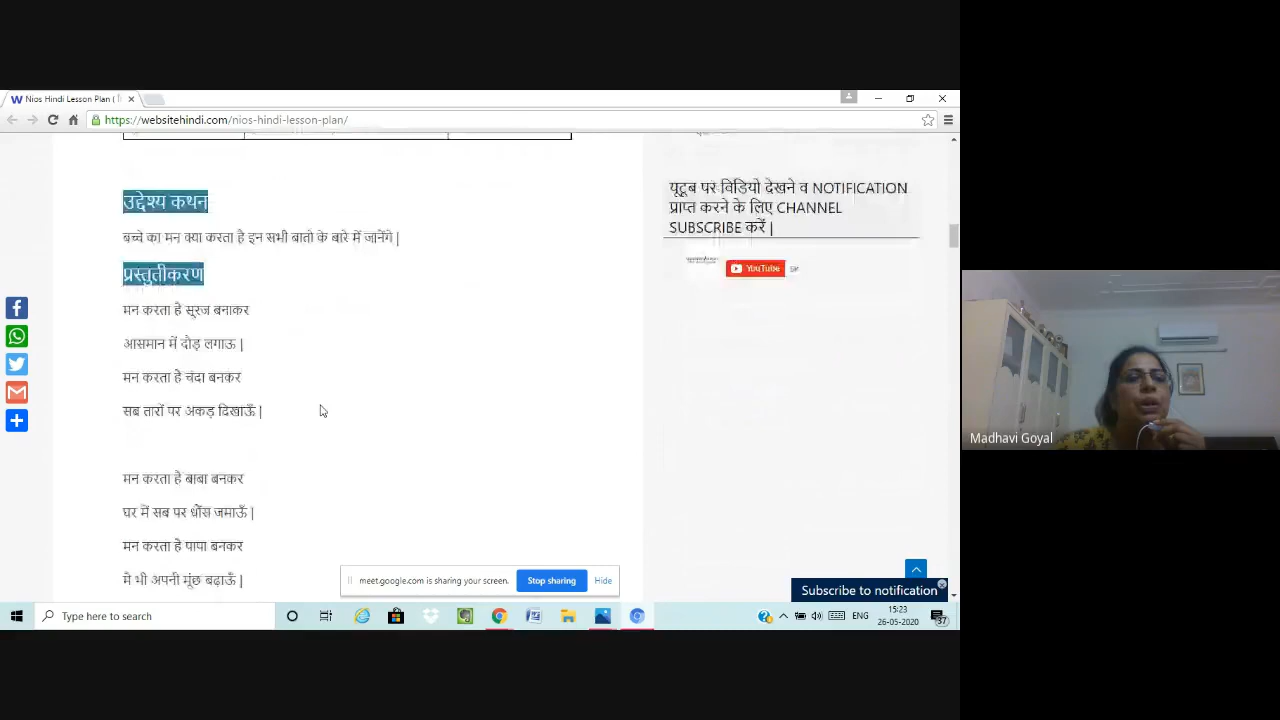 Nios Hindi Lesson Plan (
https://websitehindi.com/nios-hindi-lesson-plan/
उद्देश्य कथन
बच्चे का मन क्या करता है इन सभी बातो के बारे में जानेंगे |
प्रस्तुतीकरण
मन करता है सूरज बनाकर
आसमान में दौड़ लगाऊ |
मन करता है चंदा बनकर
सब तारों पर अकड़ दिखाऊँ |
मन करता है बाबा बनकर
घर में सब पर धौंस जमाऊँ |
मन करता है पापा बनकर
मै भी अपनी मूंछ बढ़ाऊँ |
यूटूब पर विडियो देखने व NOTIFICATION
प्राप्त करने के लिए CHANNEL
SUBSCRIBE करें |
YouTube
Subscribe to notification
meet.google.com is sharing your screen.
Stop sharing
Hide
Type here to search
ENG
15:23
26-05-2020
37
Madhavi Goyal